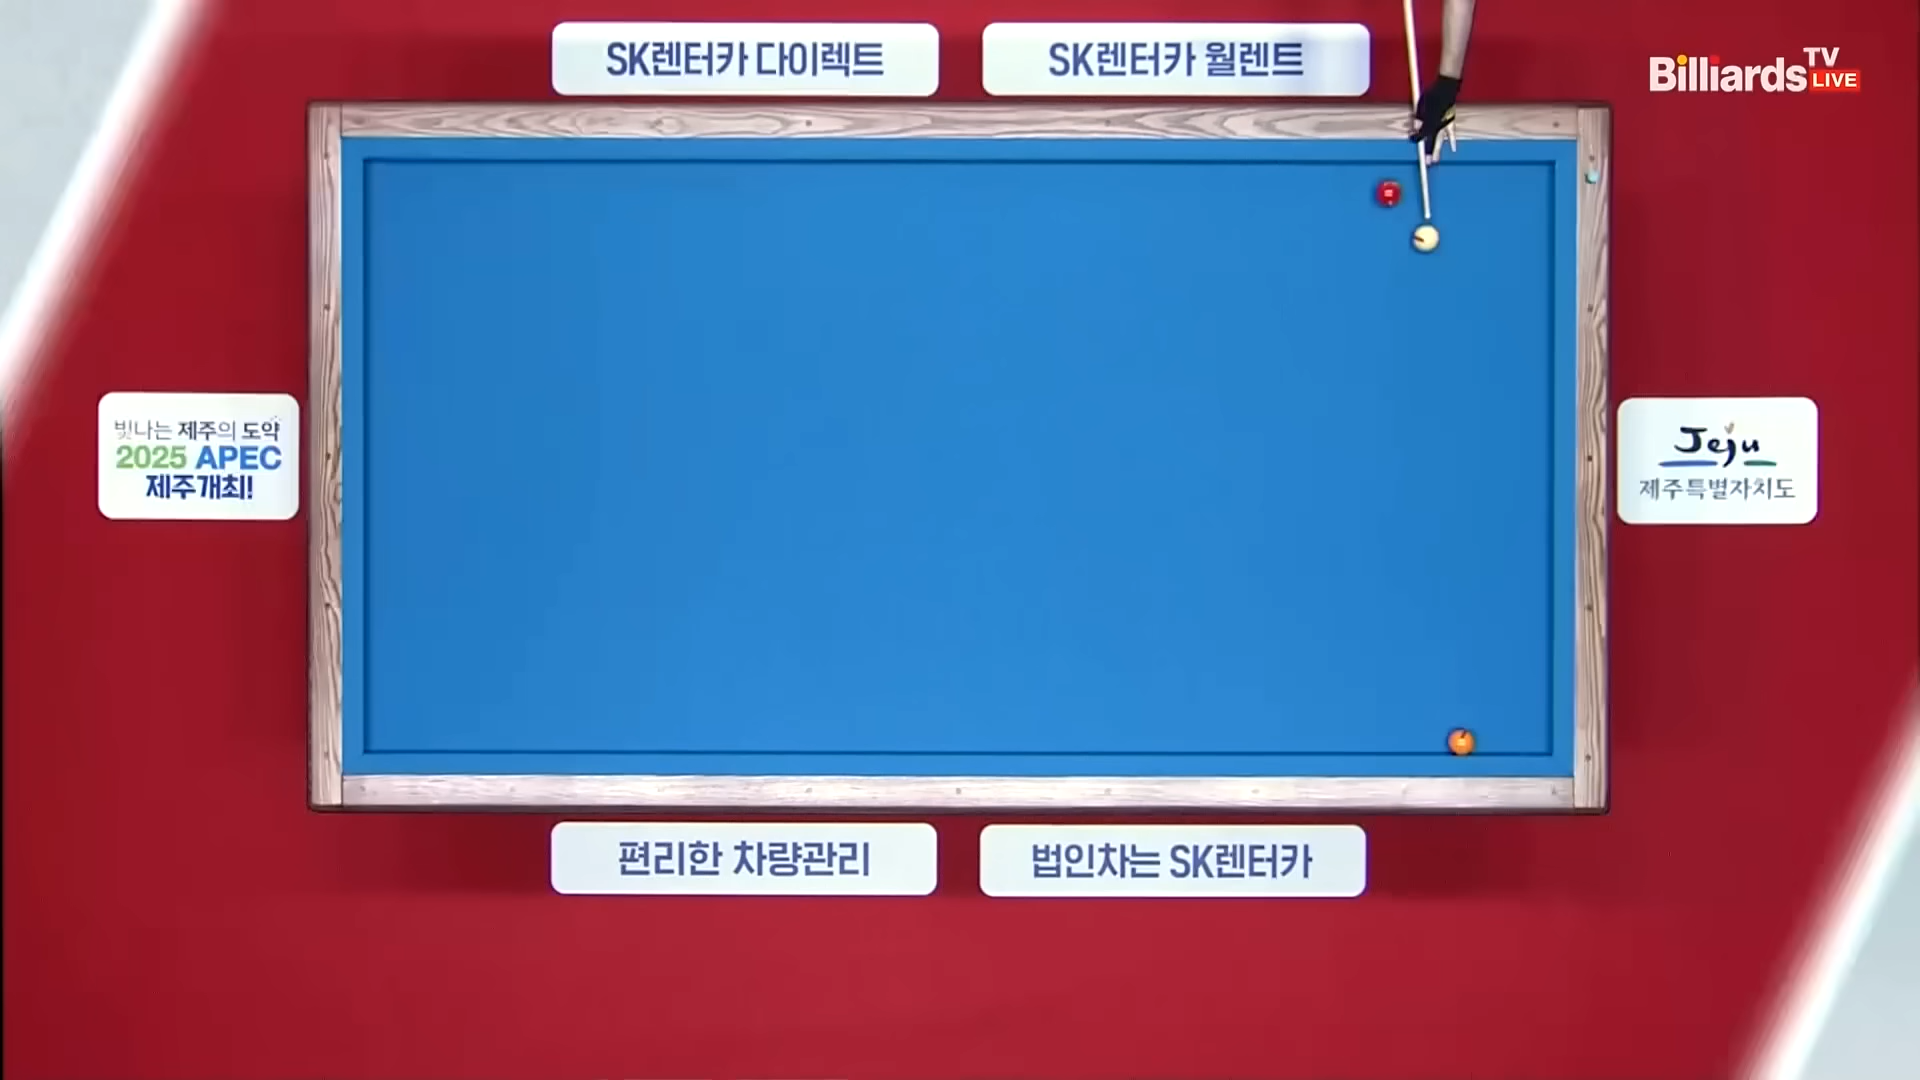 SK렌터카 다이렉트
SK렌터카 월렌트
Billiards TV
LIVE
빛나는 제주의 도약
2025 APEC
제주개최!
Jeju
제주특별자치도
편리한 차량관리
법인차는 SK렌터카